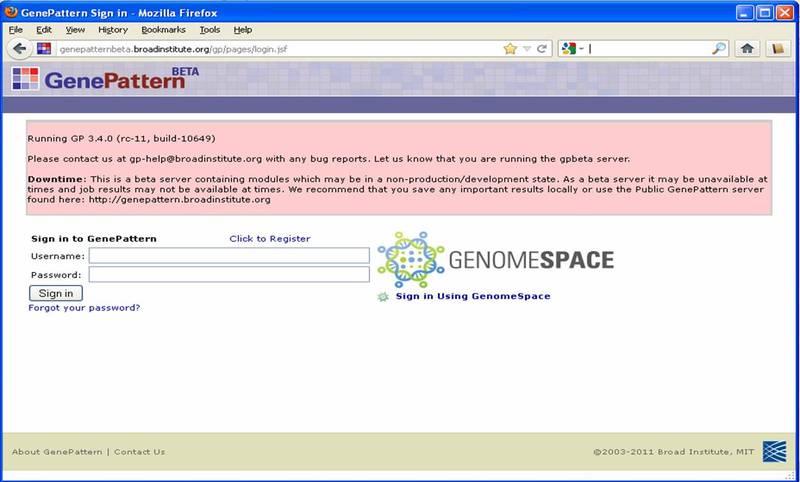 GenePattern Sign in - Mozilla Firefox
File Edit View History Bookmarks Tools Help
genepatternbeta.broadinstitute.org/gp/pages/login.jsf
GenePattern BETA
Running GP 3.4.0 (rc-11, build-10649)
Please contact us at gp-help@broadinstitute.org with any bug reports. Let us know that you are running the gpbeta server.
Downtime: This is a beta server containing modules which may be in a non-production/development state. As a beta server it may be unavailable at
times and job results may not be available at times. We recommend that you save any important results locally or use the Public GenePattern server
found here: http://genepattern.broadinstitute.org
Sign in to GenePattern Click to Register
Username:
Password:
Sign in
Forgot your password?
GENOMESPACE
Sign in Using GenomeSpace
About GenePattern | Contact Us
©2003-2011 Broad Institute, MIT